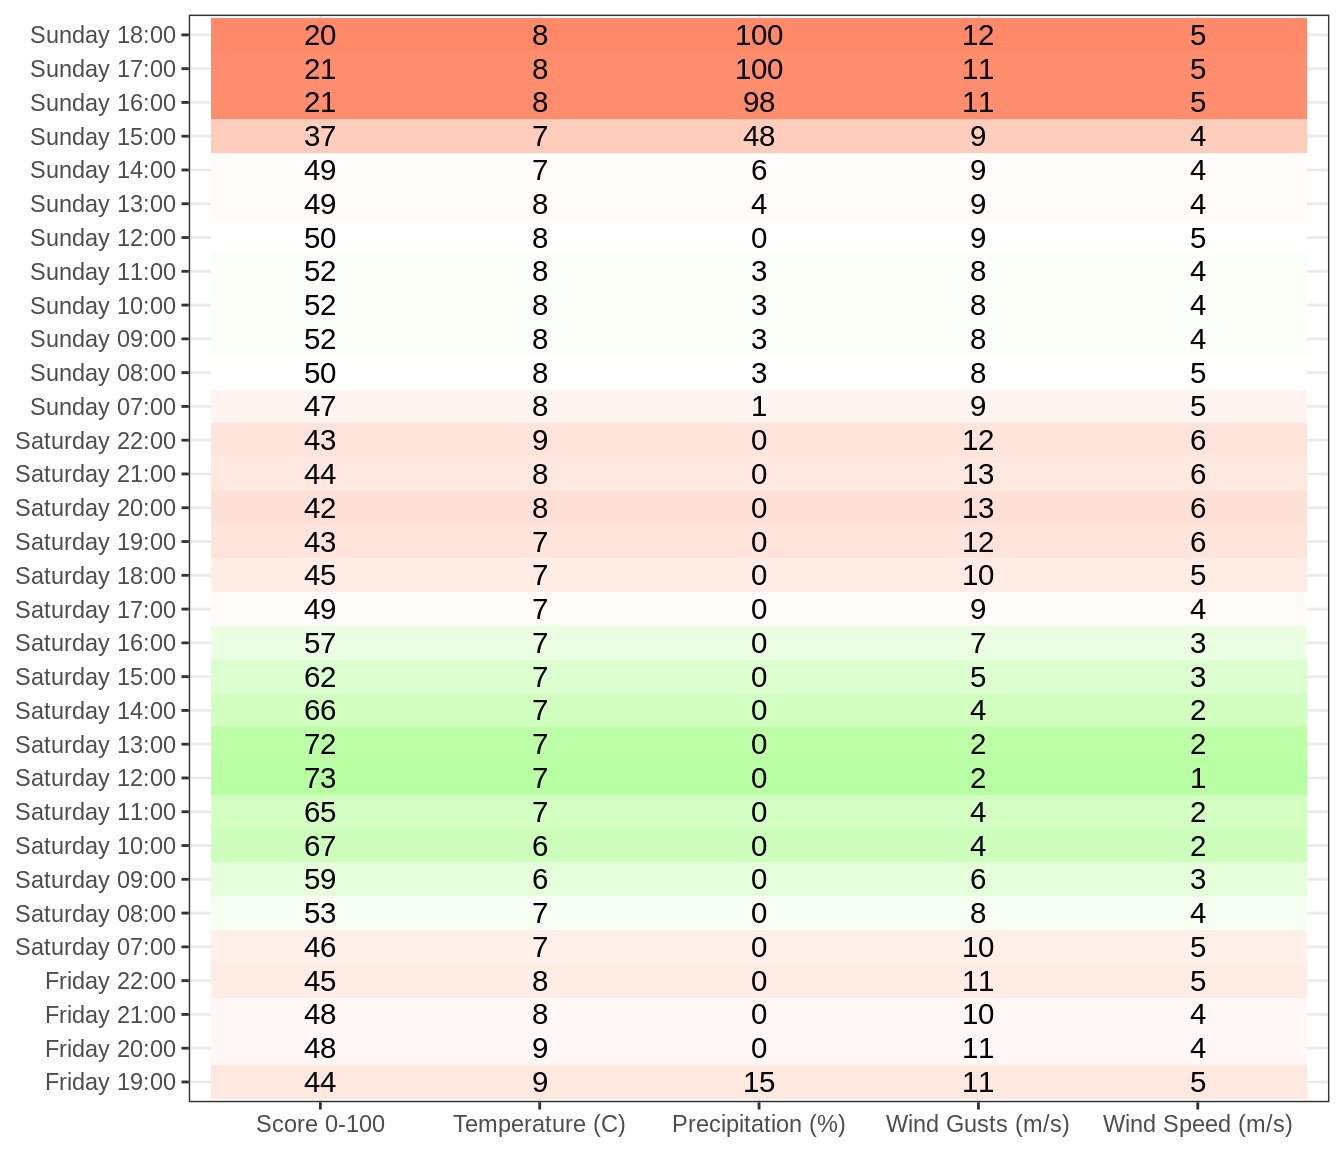 Sunday 18:00 20 8 100 12 5
Sunday 17:00 21 8 100 11 5
Sunday 16:00 21 8 98 11 5
Sunday 15:00 37 7 48 9 4
Sunday 14:00 49 7 6 9 4
Sunday 13:00 49 8 4 9 4
Sunday 12:00 50 8 0 9 5
Sunday 11:00 52 8 3 8 4
Sunday 10:00 52 8 3 8 4
Sunday 09:00 52 8 3 8 4
Sunday 08:00 50 8 3 8 5
Sunday 07:00 47 8 1 9 5
Saturday 22:00 43 9 0 12 6
Saturday 21:00 44 8 0 13 6
Saturday 20:00 42 8 0 13 6
Saturday 19:00 43 7 0 12 6
Saturday 18:00 45 7 0 10 5
Saturday 17:00 49 7 0 9 4
Saturday 16:00 57 7 0 7 3
Saturday 15:00 62 7 0 5 3
Saturday 14:00 66 7 0 4 2
Saturday 13:00 72 7 0 2 2
Saturday 12:00 73 7 0 2 1
Saturday 11:00 65 7 0 4 2
Saturday 10:00 67 6 0 4 2
Saturday 09:00 59 6 0 6 3
Saturday 08:00 53 7 0 8 4
Saturday 07:00 46 7 0 10 5
Friday 22:00 45 8 0 11 5
Friday 21:00 48 8 0 10 4
Friday 20:00 48 9 0 11 4
Friday 19:00 44 9 15 11 5
Score 0-100 Temperature (C) Precipitation (%) Wind Gusts (m/s) Wind Speed (m/s)